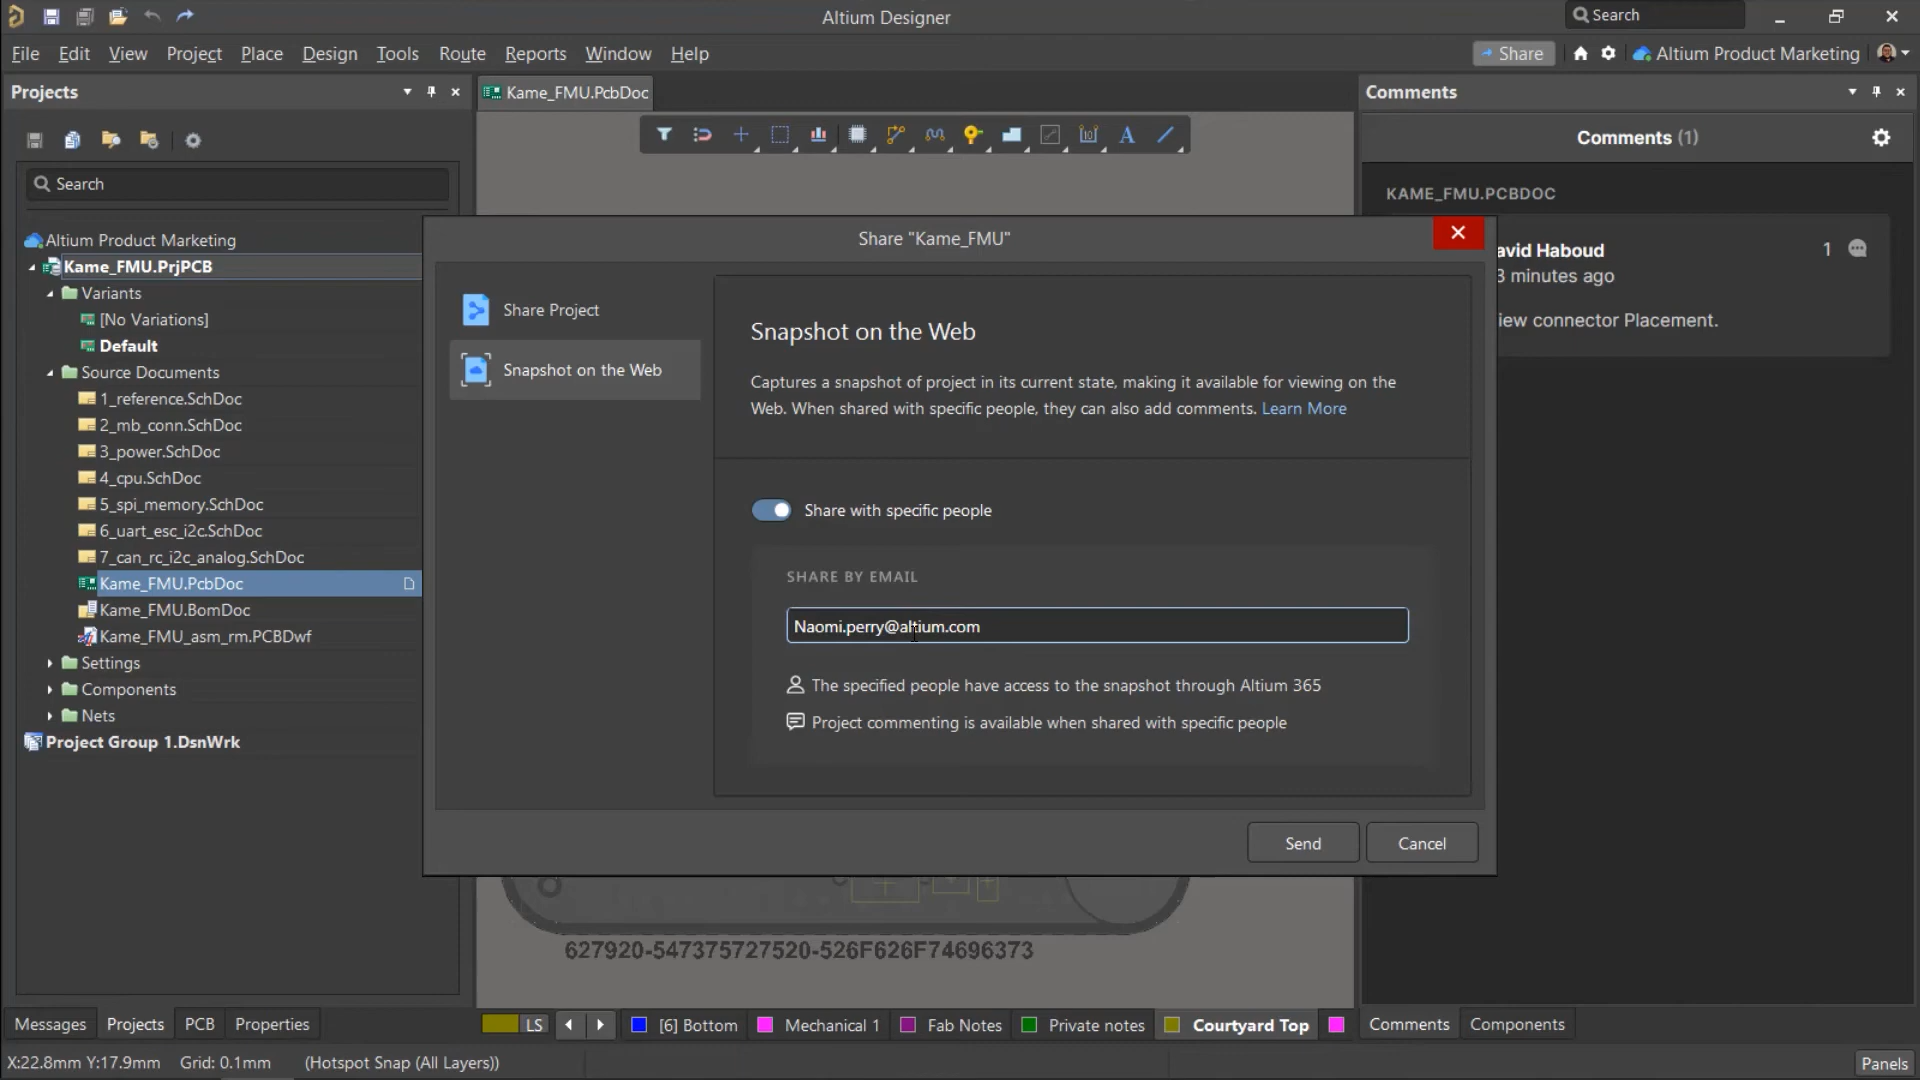 Altium Designer
Search
File Edit View Project Place Design Tools Route Reports Window Help
Share
Altium Product Marketing
Projects
Search
Altium Product Marketing
Kame_FMU.PrjPCB
Variants
[No Variations]
Default
Source Documents
1_reference.SchDoc
2_mb_conn.SchDoc
3_power.SchDoc
4_cpu.SchDoc
5_spi_memory.SchDoc
6_uart_esc_i2c.SchDoc
7_can_rc_i2c_analog.SchDoc
Kame_FMU.PcbDoc
Kame_FMU.BomDoc
Kame_FMU_asm_rm.PCBDwf
Settings
Components
Nets
Project Group 1.DsnWrk
Kame_FMU.PcbDoc
Share "Kame_FMU"
Share Project
Snapshot on the Web
Snapshot on the Web
Captures a snapshot of project in its current state, making it available for viewing on the
Web. When shared with specific people, they can also add comments. Learn More
Share with specific people
SHARE BY EMAIL
Naomi.perry@altium.com
The specified people have access to the snapshot through Altium 365
Project commenting is available when shared with specific people
Send
Cancel
627920-547375727520-526F626F74696373
Comments
Comments (1)
KAME_FMU.PCBDOC
avid Haboud
1
3 minutes ago
iew connector Placement.
Messages Projects PCB Properties
LS [6] Bottom Mechanical 1 Fab Notes Private notes Courtyard Top
Comments Components
X:22.8mm Y:17.9mm Grid: 0.1mm (Hotspot Snap (All Layers))
Panels